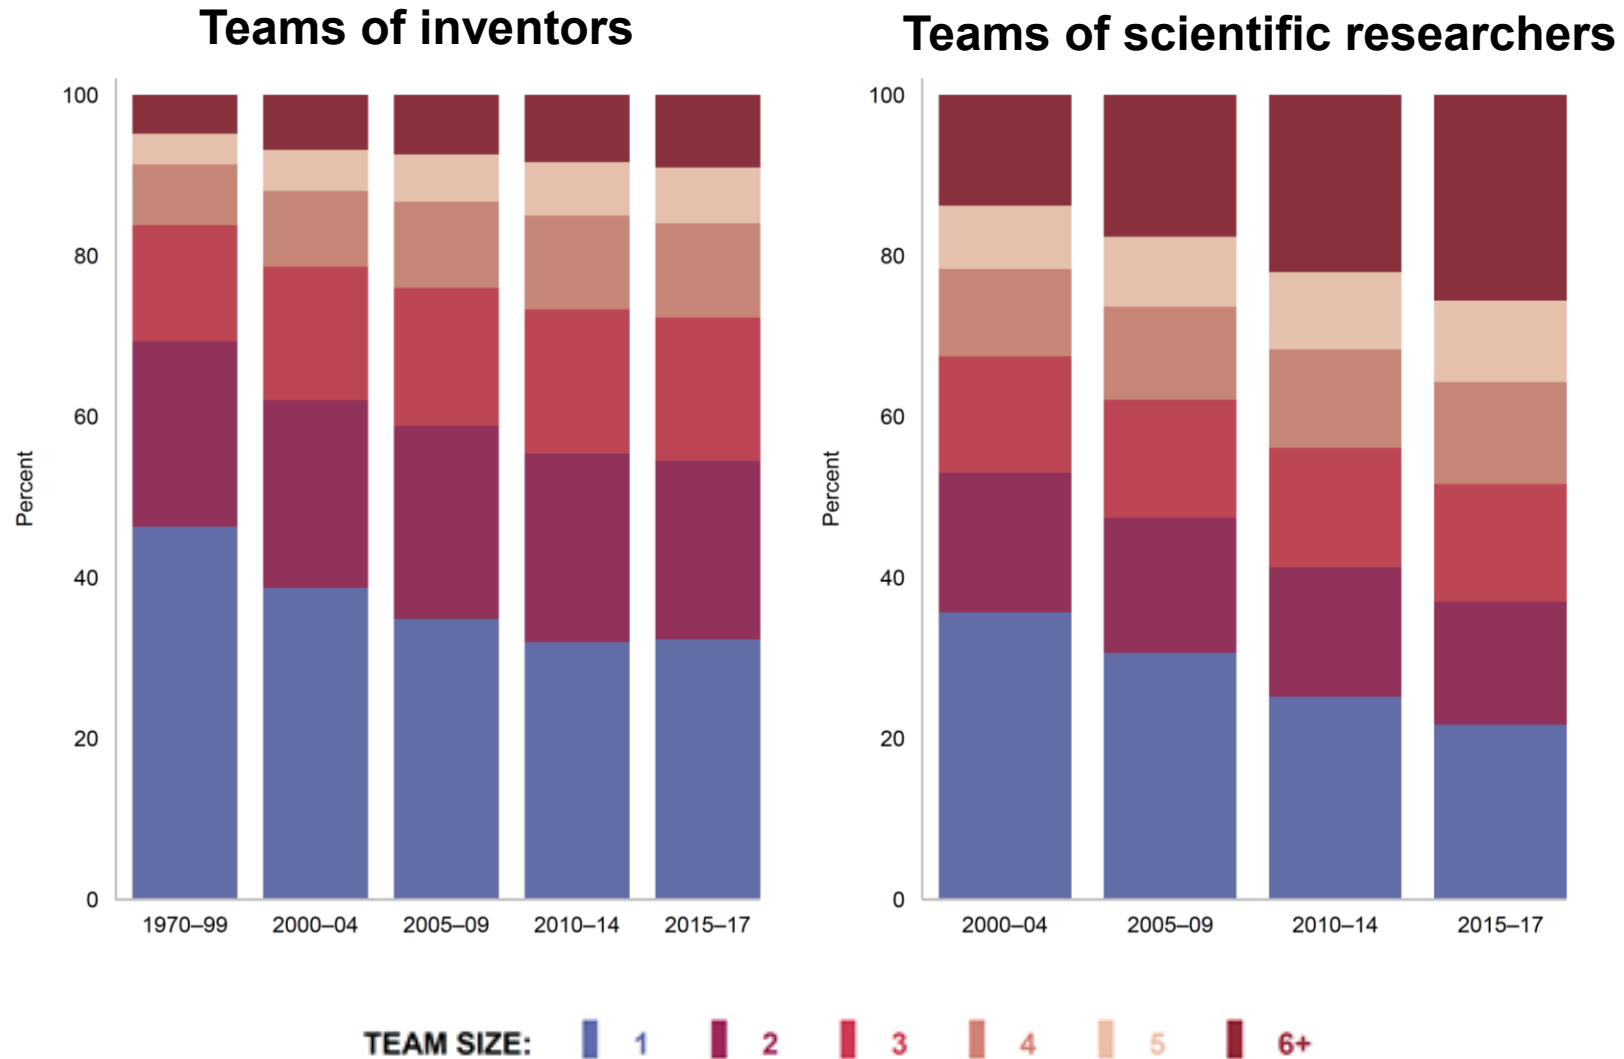 Teams of inventors
100
80
60
40
20
0
Percent
1970–99 2000–04 2005–09 2010–14 2015–17
Teams of scientific researchers
100
80
60
40
20
0
Percent
2000–04 2005–09 2010–14 2015–17
TEAM SIZE: 1 2 3 4 5 6+